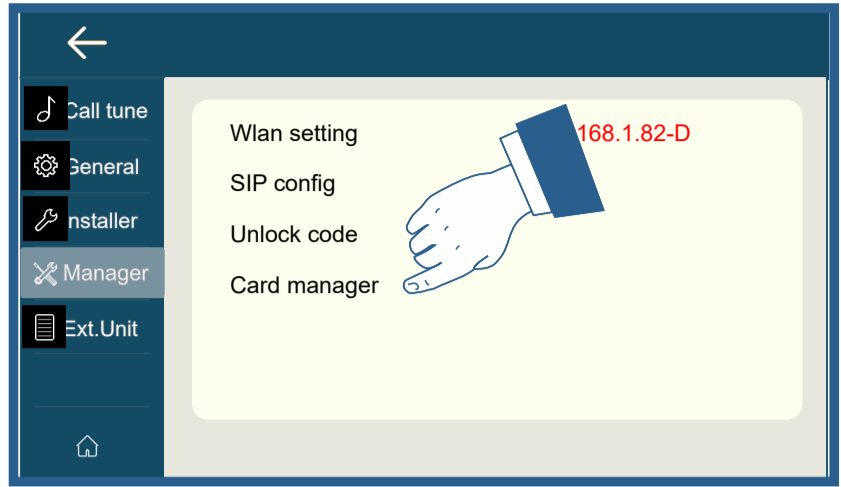 Call tune
General
nstaller
Manager
Ext.Unit
Wlan setting 168.1.82-D
SIP config
Unlock code
Card manager